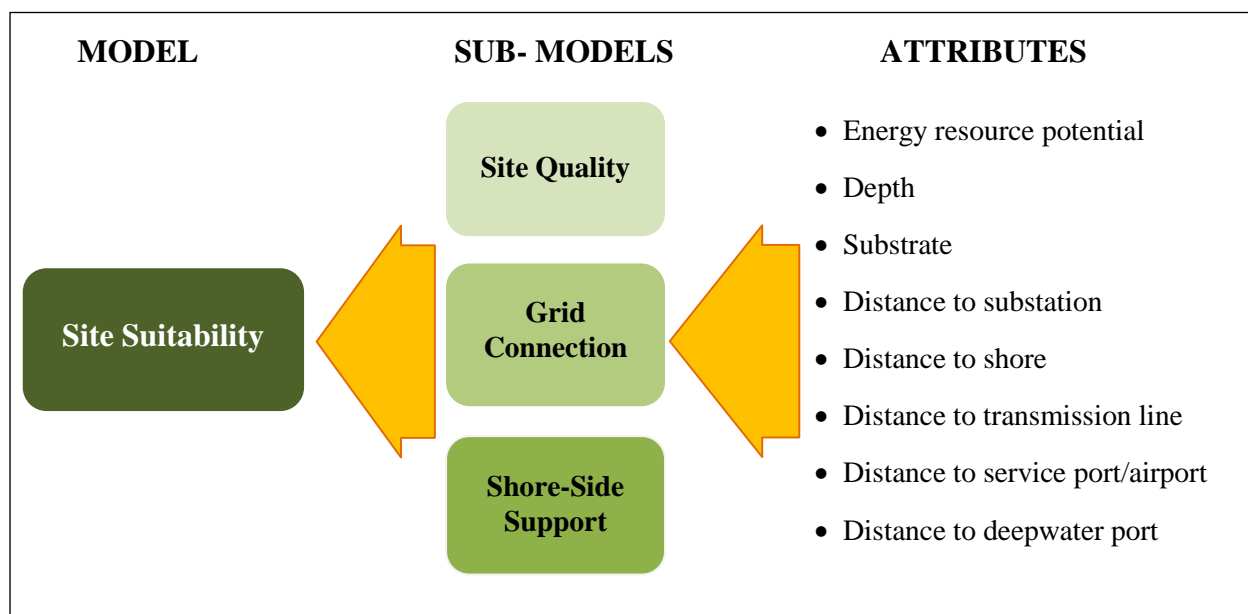 MODEL
SUB- MODELS
ATTRIBUTES
Site Suitability
Site Quality
Grid
Connection
Shore-Side
Support
• Energy resource potential
• Depth
• Substrate
• Distance to substation
• Distance to shore
• Distance to transmission line
• Distance to service port/airport
• Distance to deepwater port